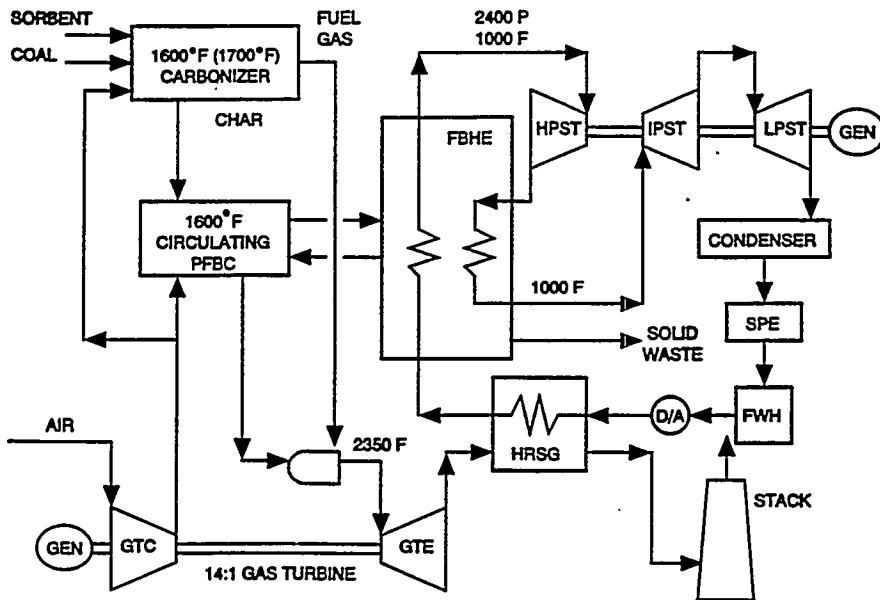 SORBENT
COAL
1600°F (1700°F)
CARBONIZER
FUEL
GAS
CHAR
2400 P
1000 F
FBHE
HPST
IPST
LPST
GEN
1600°F
CIRCULATING
PFBC
1000 F
CONDENSER
SPE
SOLID
WASTE
FWH
D/A
HRSG
AIR
2350 F
STACK
GEN
GTC
GTE
14:1 GAS TURBINE